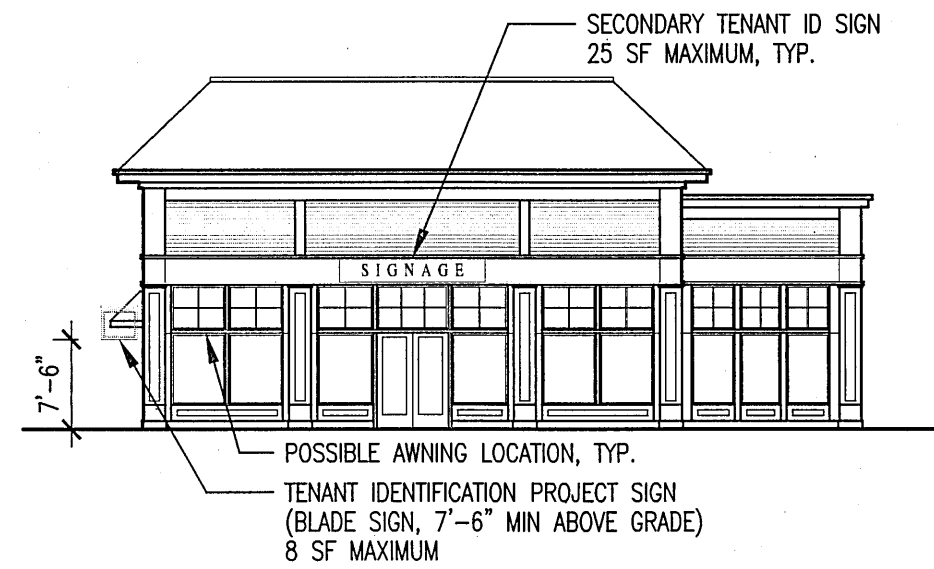 SECONDARY TENANT ID SIGN
25 SF MAXIMUM, TYP.
SIGNAGE
7'-6"
POSSIBLE AWNING LOCATION, TYP.
TENANT IDENTIFICATION PROJECT SIGN
(BLADE SIGN, 7'-6" MIN ABOVE GRADE)
8 SF MAXIMUM